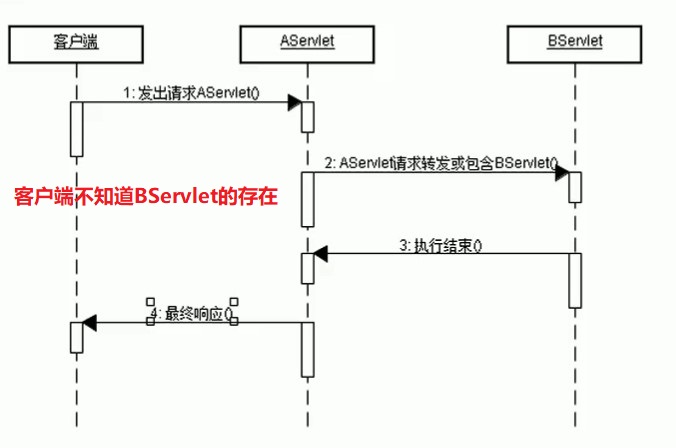 客户端
AServlet
BServlet
1: 发出请求AServlet()
2: AServlet请求转发或包含BServlet()
客户端不知道BServlet的存在
3: 执行结束()
4: 最终响应()